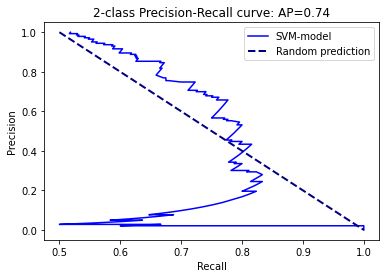 2-class Precision-Recall curve: AP=0.74
SVM-model
Random prediction
1.0
0.8
0.6
0.4
0.2
0.0
Precision
0.5
0.6
0.7
0.8
0.9
1.0
Recall